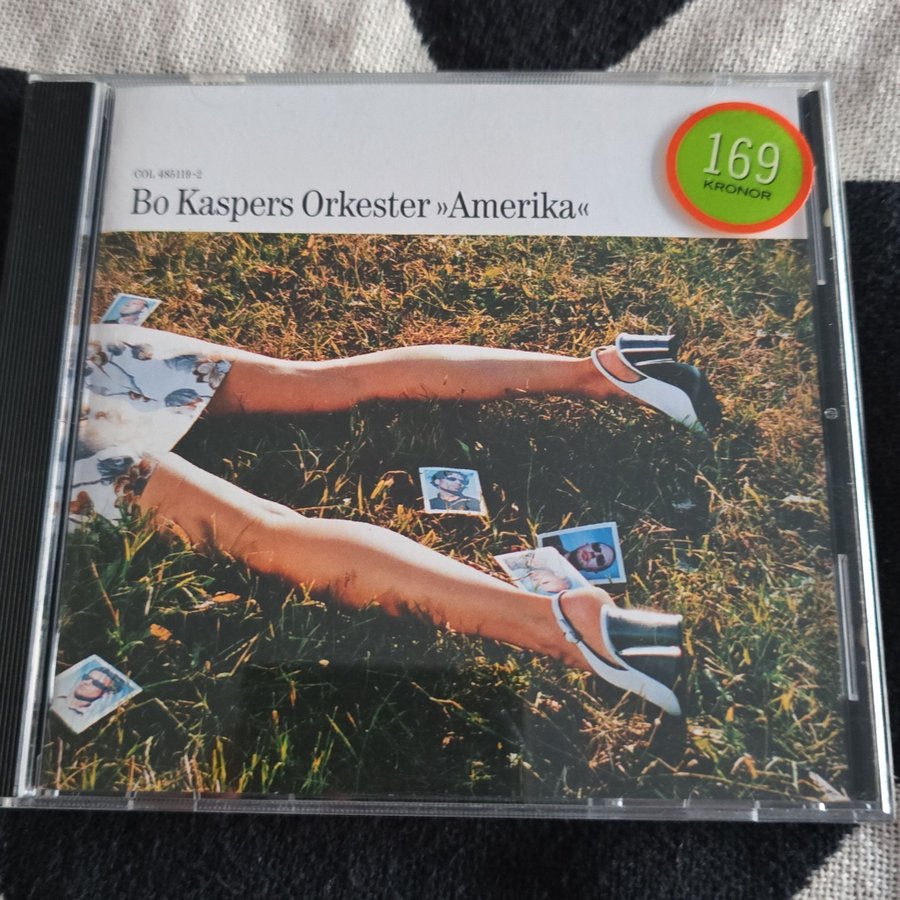 COL 485119-2
Bo Kaspers Orkester »Amerika«
169
KRONOR